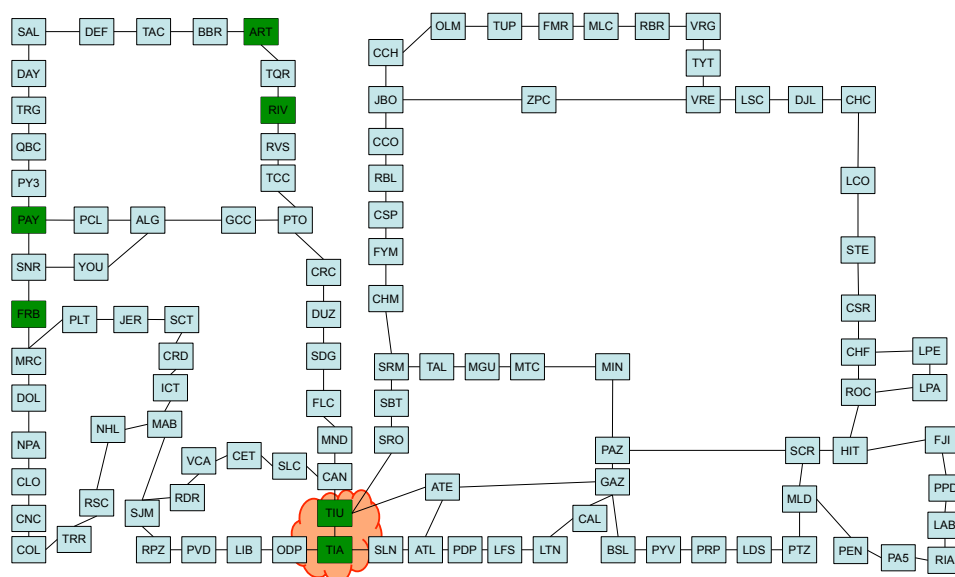 SAL DEF TAC BBR ART
OLM TUP FMR MLC RBR VRG
CCH
TYT
DAY TQR
TRG RIV JBO ZPC VRE LSC DJL CHC
QBC RVS CCO
PY3 TCC RBL LCO
PAY PCL ALG GCC PTO CSP
FYM STE
SNR YOU CRC
CHM
FRB PLT JER SCT DUZ CSR
MRC CRD SDG SRM TAL MGU MTC MIN CHF LPE
DOL ICT FLC SBT ROC LPA
NHL MAB MND SRO FJI
NPA PAZ SCR HIT
VCA CET SLC CAN
CLO ATE GAZ PPD
RSC RDR MLD
CNC SJM TIU CAL LAB
TRR
COL RPZ PVD LIB ODP TIA SLN ATL PDP LFS LTN BSL PYV PRP LDS PTZ PEN PA5 RIA